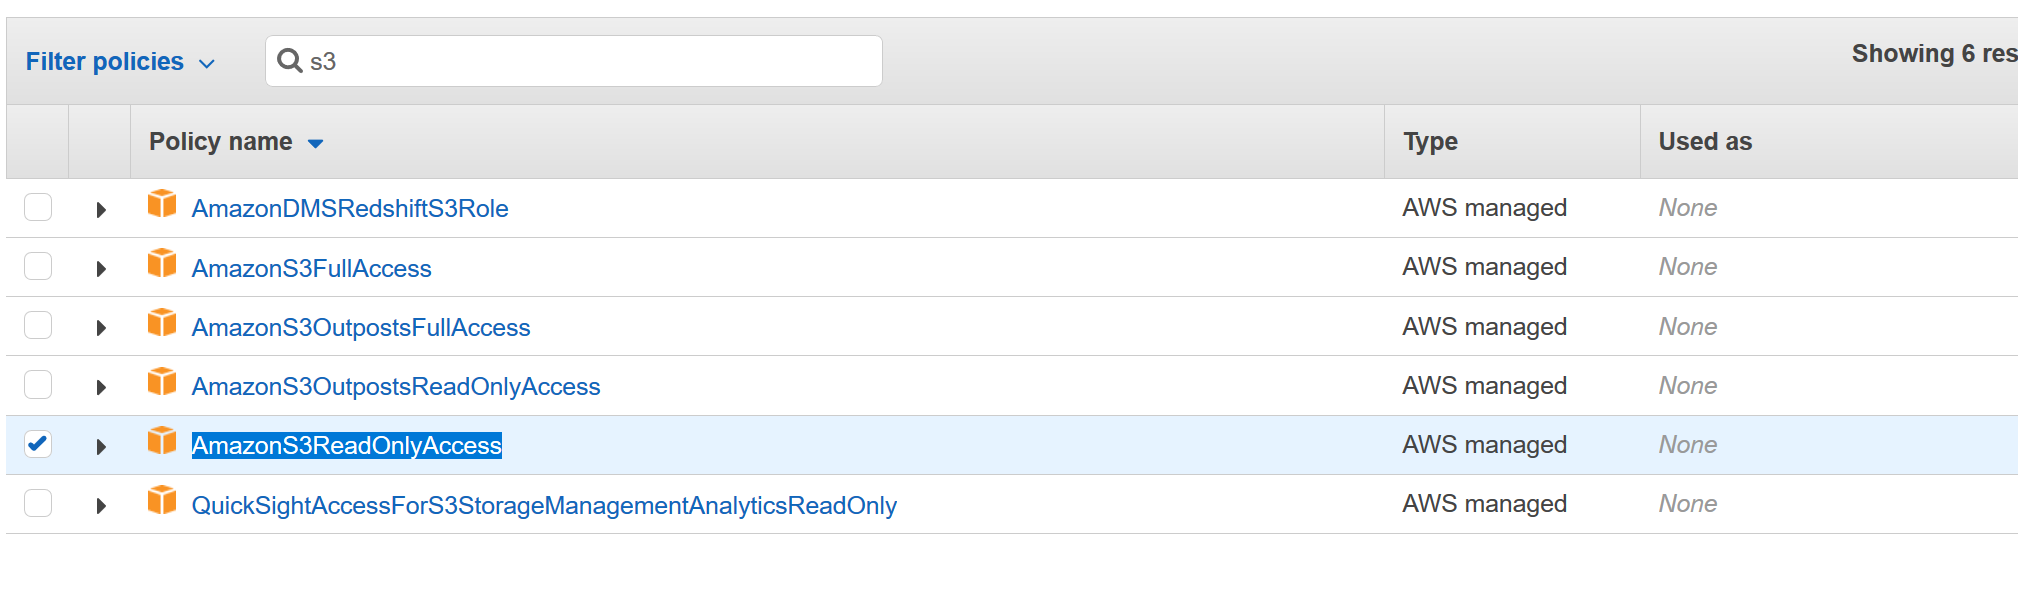 Filter policies
s3
Showing 6 res
Policy name
Type
Used as
AmazonDMSRedshiftS3Role AWS managed None
AmazonS3FullAccess AWS managed None
AmazonS3OutpostsFullAccess AWS managed None
AmazonS3OutpostsReadOnlyAccess AWS managed None
AmazonS3ReadOnlyAccess AWS managed None
QuickSightAccessForS3StorageManagementAnalyticsReadOnly AWS managed None